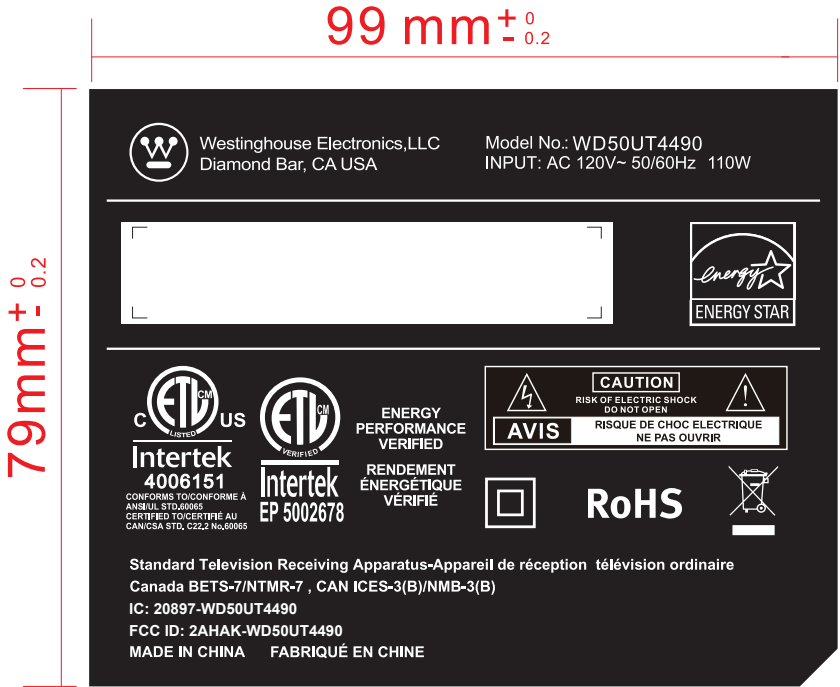 99 mm ± 0
0.2
79mm ± 0
0.2
W
Westinghouse Electronics,LLC
Diamond Bar, CA USA
Model No.: WD50UT4490
INPUT: AC 120V~ 50/60Hz 110W
energy
ENERGY STAR
C ETL CM US
LISTED
Intertek
4006151
CONFORMS TO/CONFORME À
ANSI/UL STD.60065
CERTIFIED TO/CERTIFIÉ AU
CAN/CSA STD. C22.2 No.60065
ETL CM
VERIFIED
Intertek
EP 5002678
ENERGY
PERFORMANCE
VERIFIED
RENDEMENT
ÉNERGÉTIQUE
VÉRIFIÉ
CAUTION
RISK OF ELECTRIC SHOCK
DO NOT OPEN
AVIS
RISQUE DE CHOC ELECTRIQUE
NE PAS OUVRIR
RoHS
Standard Television Receiving Apparatus-Appareil de réception télévision ordinaire
Canada BETS-7/NTMR-7 , CAN ICES-3(B)/NMB-3(B)
IC: 20897-WD50UT4490
FCC ID: 2AHAK-WD50UT4490
MADE IN CHINA FABRIQUÉ EN CHINE